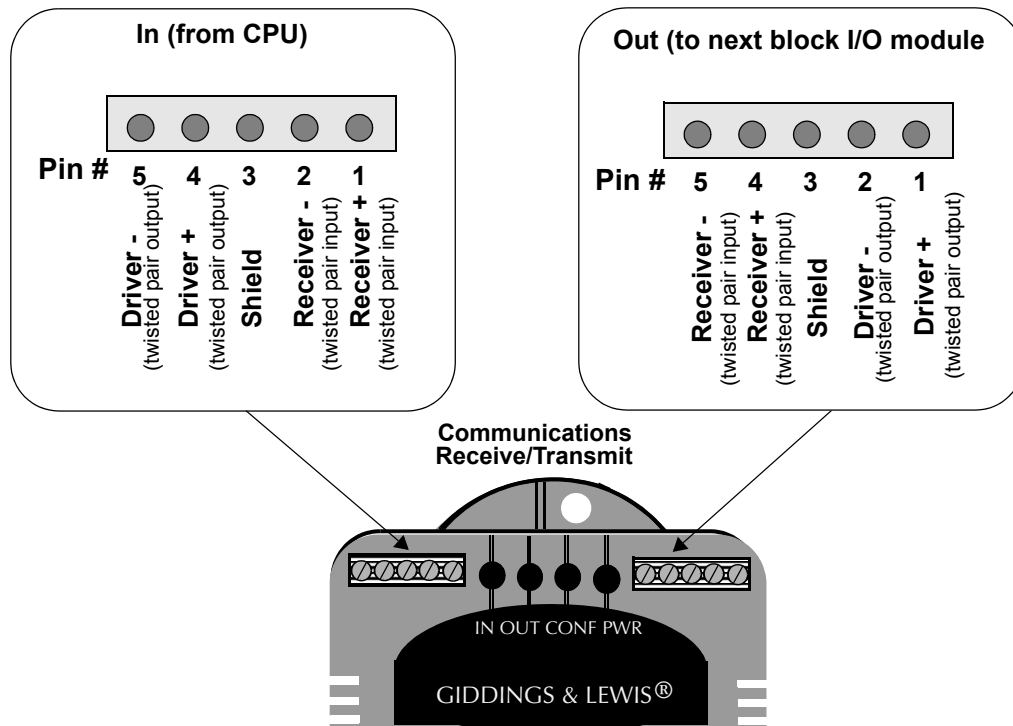 In (from CPU)
Pin # 5 4 3 2 1
Driver -
(twisted pair output)
Driver +
(twisted pair output)
Shield
Receiver -
(twisted pair input)
Receiver +
(twisted pair input)
Out (to next block I/O module
Pin # 5 4 3 2 1
Receiver -
(twisted pair input)
Receiver +
(twisted pair input)
Shield
Driver -
(twisted pair output)
Driver +
(twisted pair output)
Communications
Receive/Transmit
IN OUT CONF PWR
GIDDINGS & LEWIS®